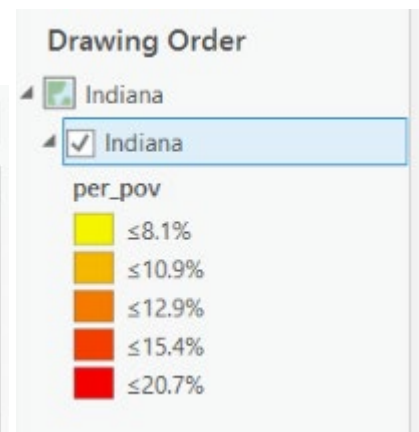 Drawing Order
Indiana
Indiana
per_pov
≤8.1%
≤10.9%
≤12.9%
≤15.4%
≤20.7%